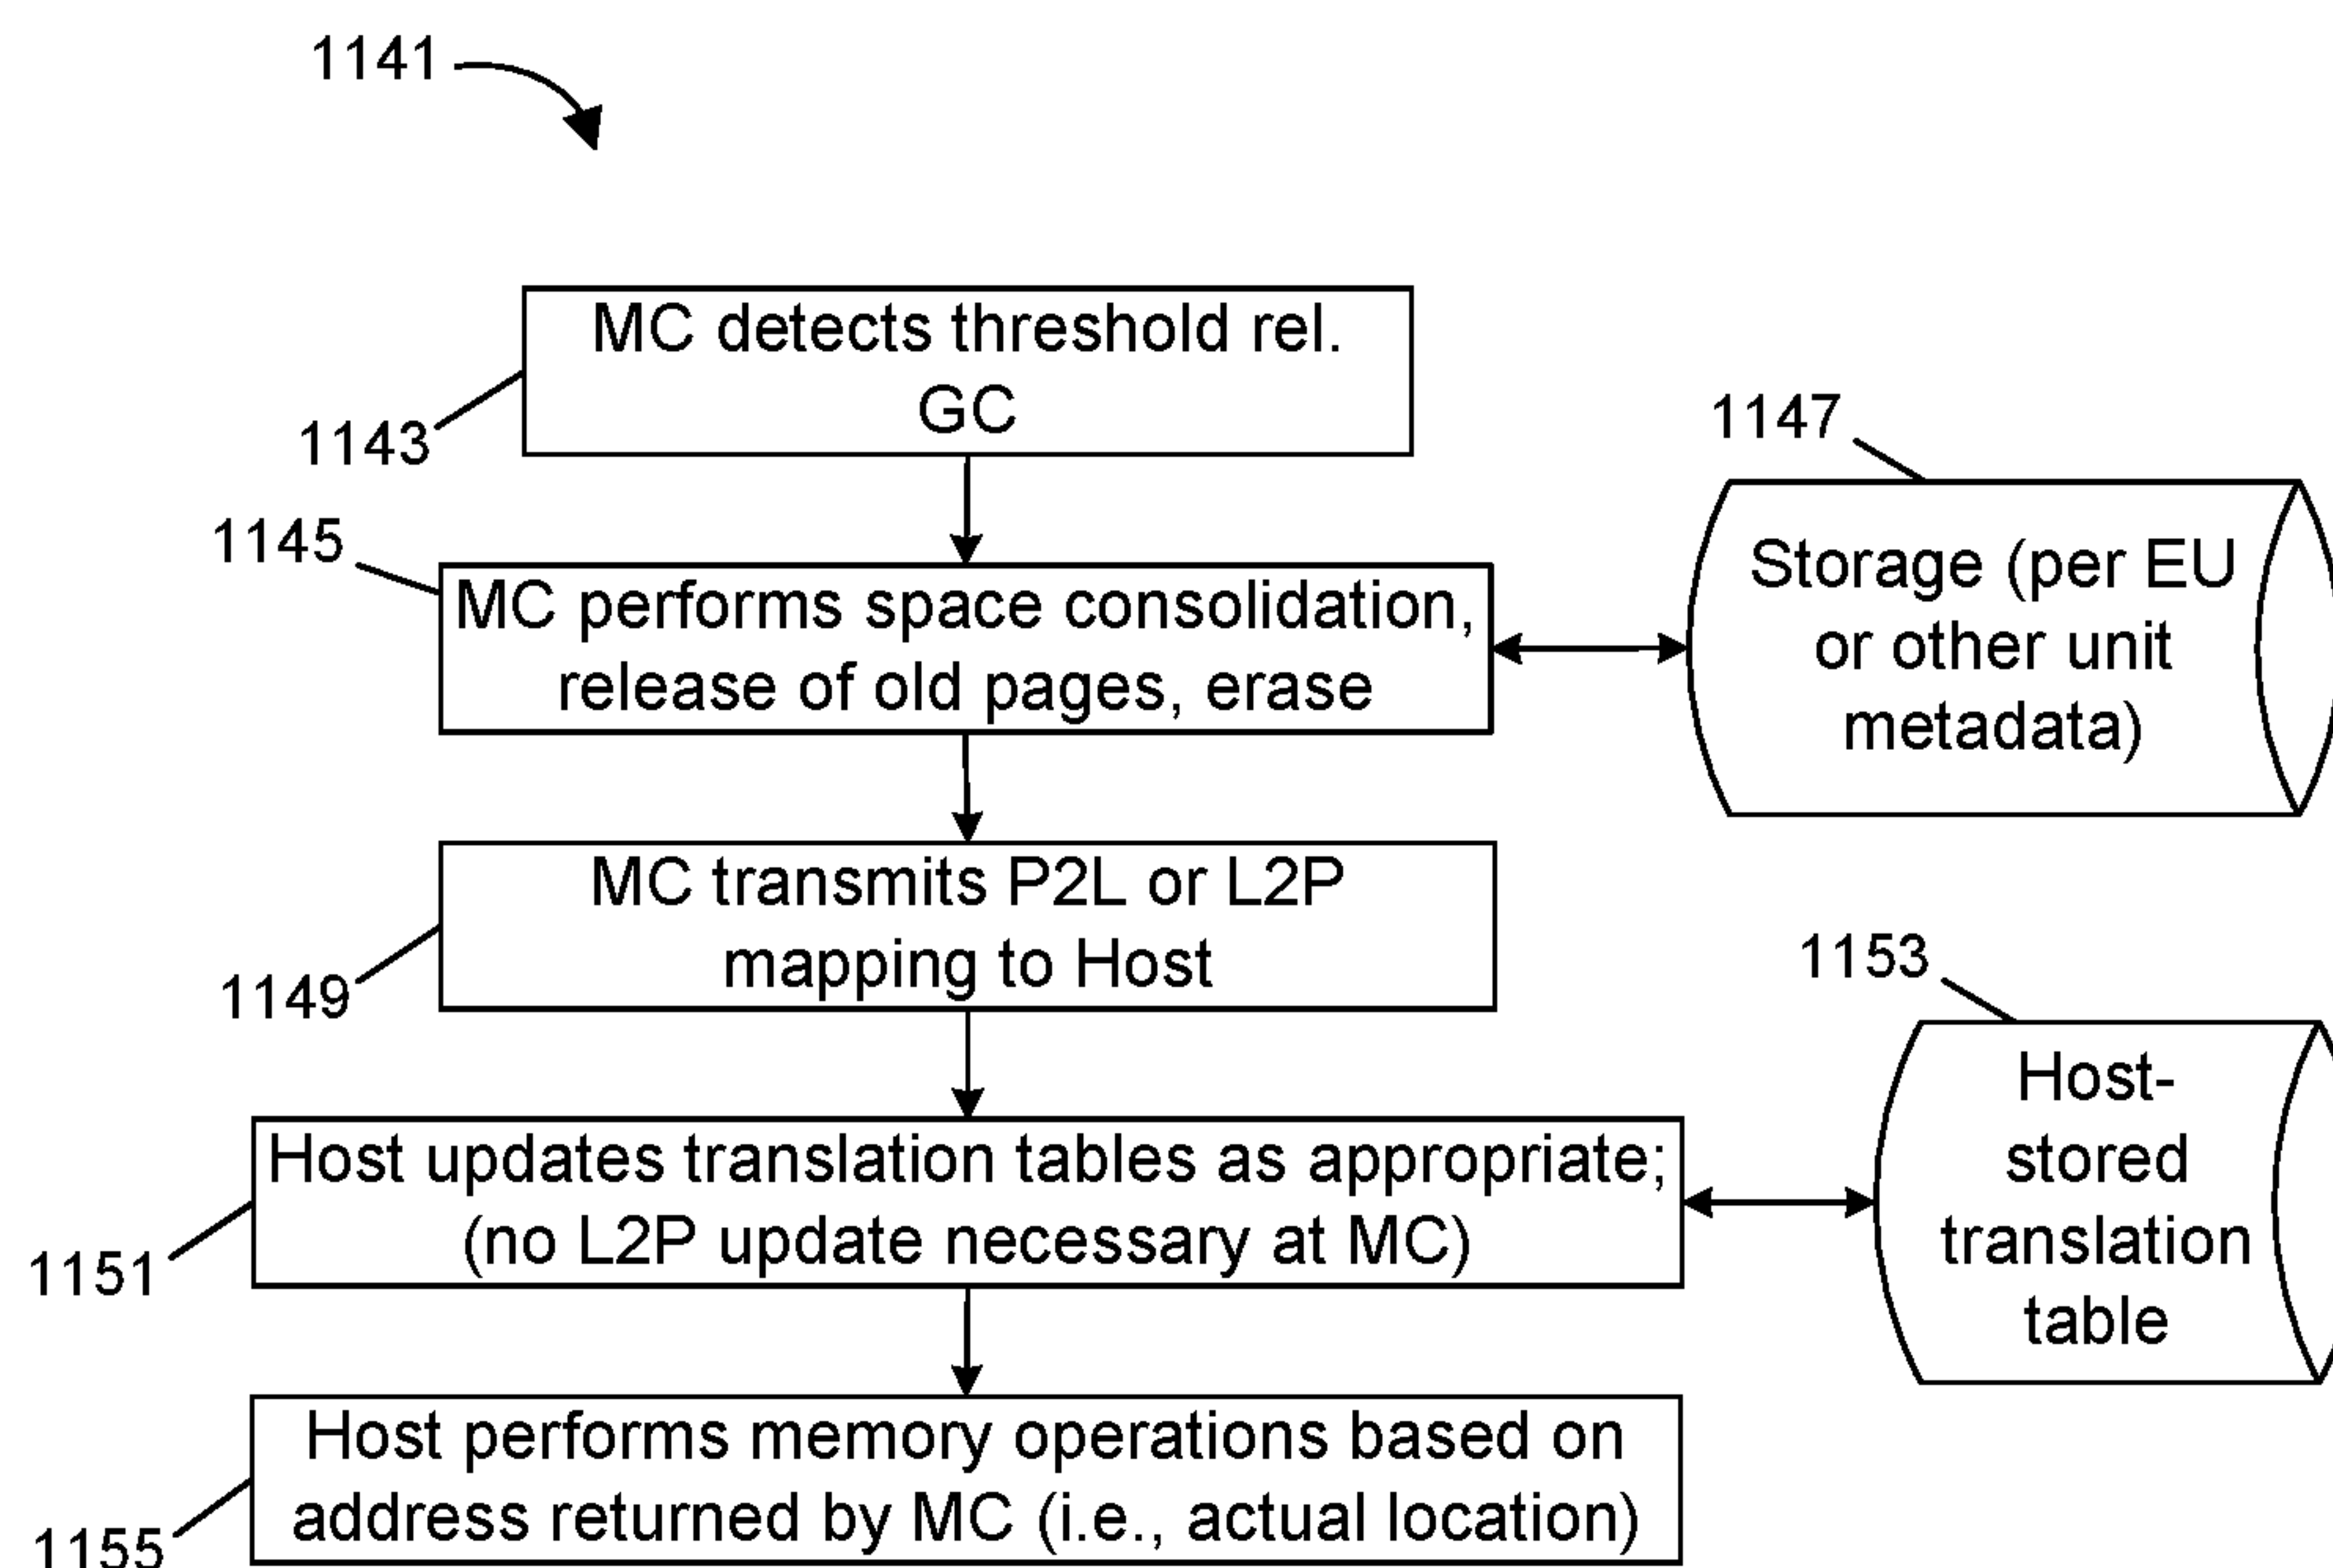 1141
MC detects threshold rel.
GC
1143
1147
1145
MC performs space consolidation,
release of old pages, erase
Storage (per EU
or other unit
metadata)
MC transmits P2L or L2P
mapping to Host
1149
1153
Host updates translation tables as appropriate;
(no L2P update necessary at MC)
1151
Host-
stored
translation
table
Host performs memory operations based on
address returned by MC (i.e., actual location)
1155